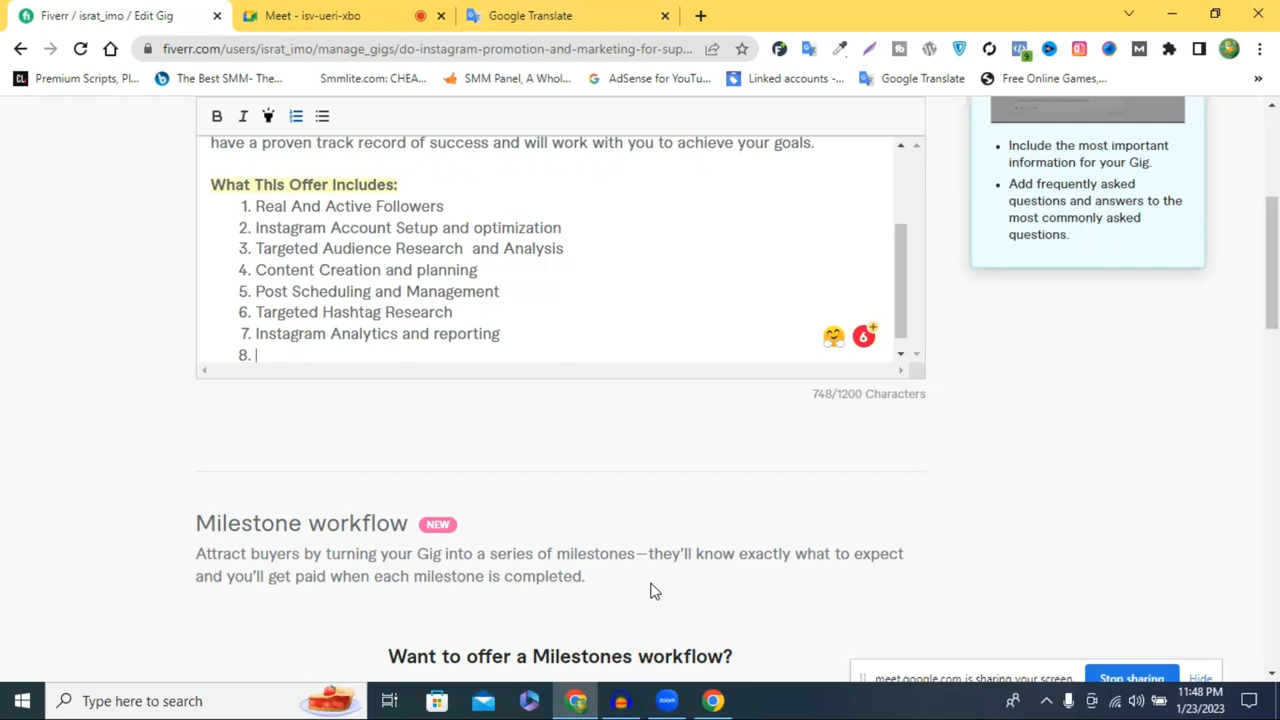 Fiverr / israt_imo / Edit Gig
Meet - isv-ueri-xbo
Google Translate
fiverr.com/users/israt_imo/manage_gigs/do-instagram-promotion-and-marketing-for-sup...
Premium Scripts, Pl...
The Best SMM- The...
Smmlite.com: CHEA...
SMM Panel, A Whol...
AdSense for YouTu...
Linked accounts -...
Google Translate
Free Online Games,...
»
have a proven track record of success and will work with you to achieve your goals.
What This Offer Includes:
1. Real And Active Followers
2. Instagram Account Setup and optimization
3. Targeted Audience Research and Analysis
4. Content Creation and planning
5. Post Scheduling and Management
6. Targeted Hashtag Research
7. Instagram Analytics and reporting
8.
6
748/1200 Characters
Include the most important
information for your Gig.
Add frequently asked
questions and answers to the
most commonly asked
questions.
Milestone workflow NEW
Attract buyers by turning your Gig into a series of milestones—they'll know exactly what to expect
and you'll get paid when each milestone is completed.
Want to offer a Milestones workflow?
meet.google.com is sharing your screen.
Stop sharing
Hide
Type here to search
zoom
11:48 PM
1/23/2023